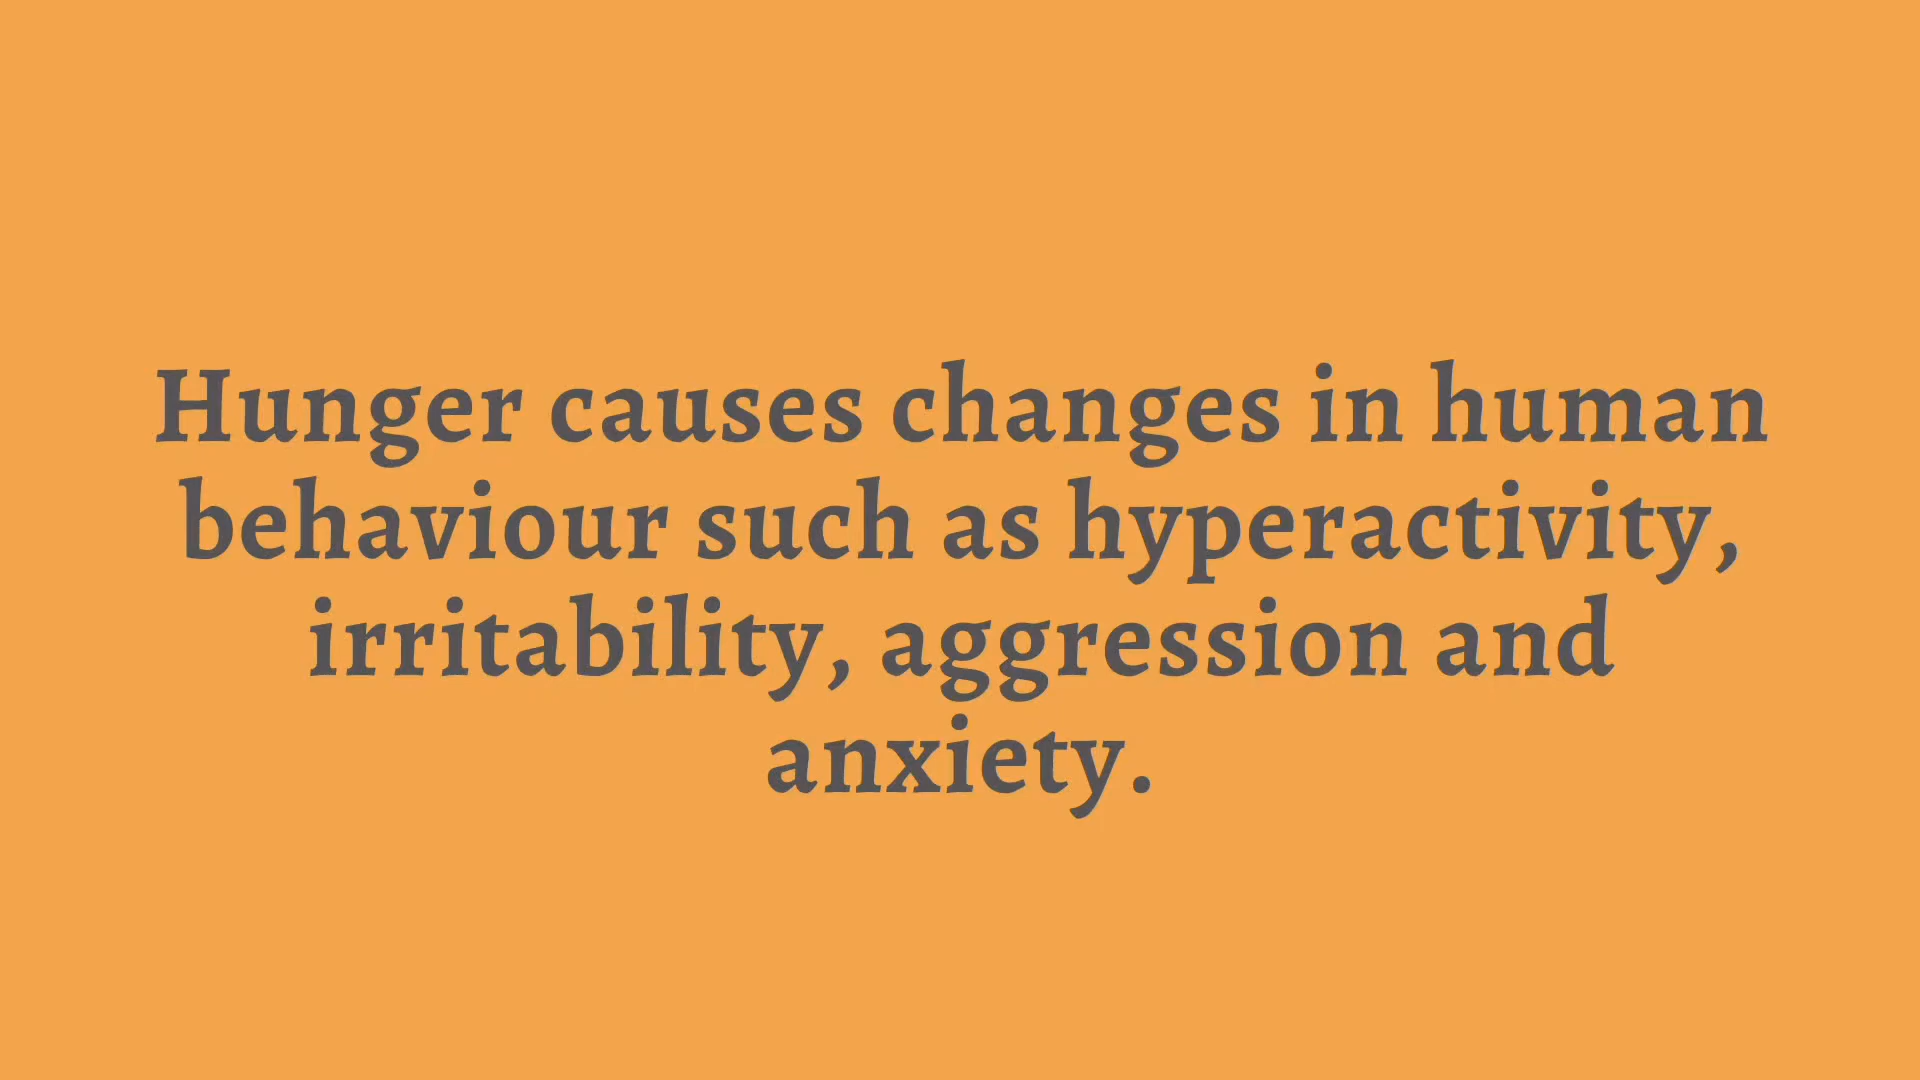 Hunger causes changes in human
behaviour such as hyperactivity,
irritability, aggression and
anxiety.